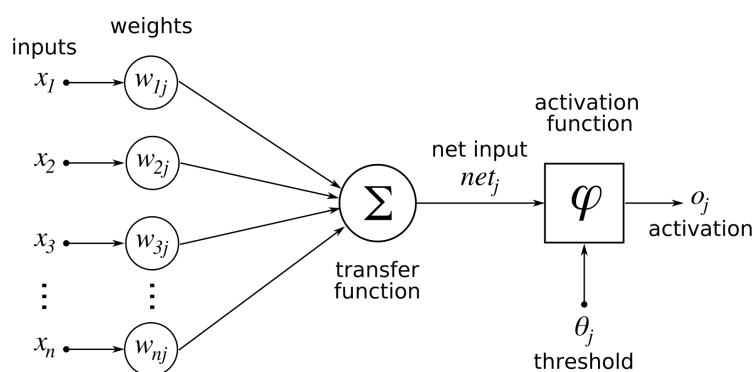 weights
inputs
x1 w1j
activation
function
x2 w2j
net input
netj
Σ φ oj
activation
x3 w3j
transfer
function
⋮ ⋮
θj
xn wnj
threshold